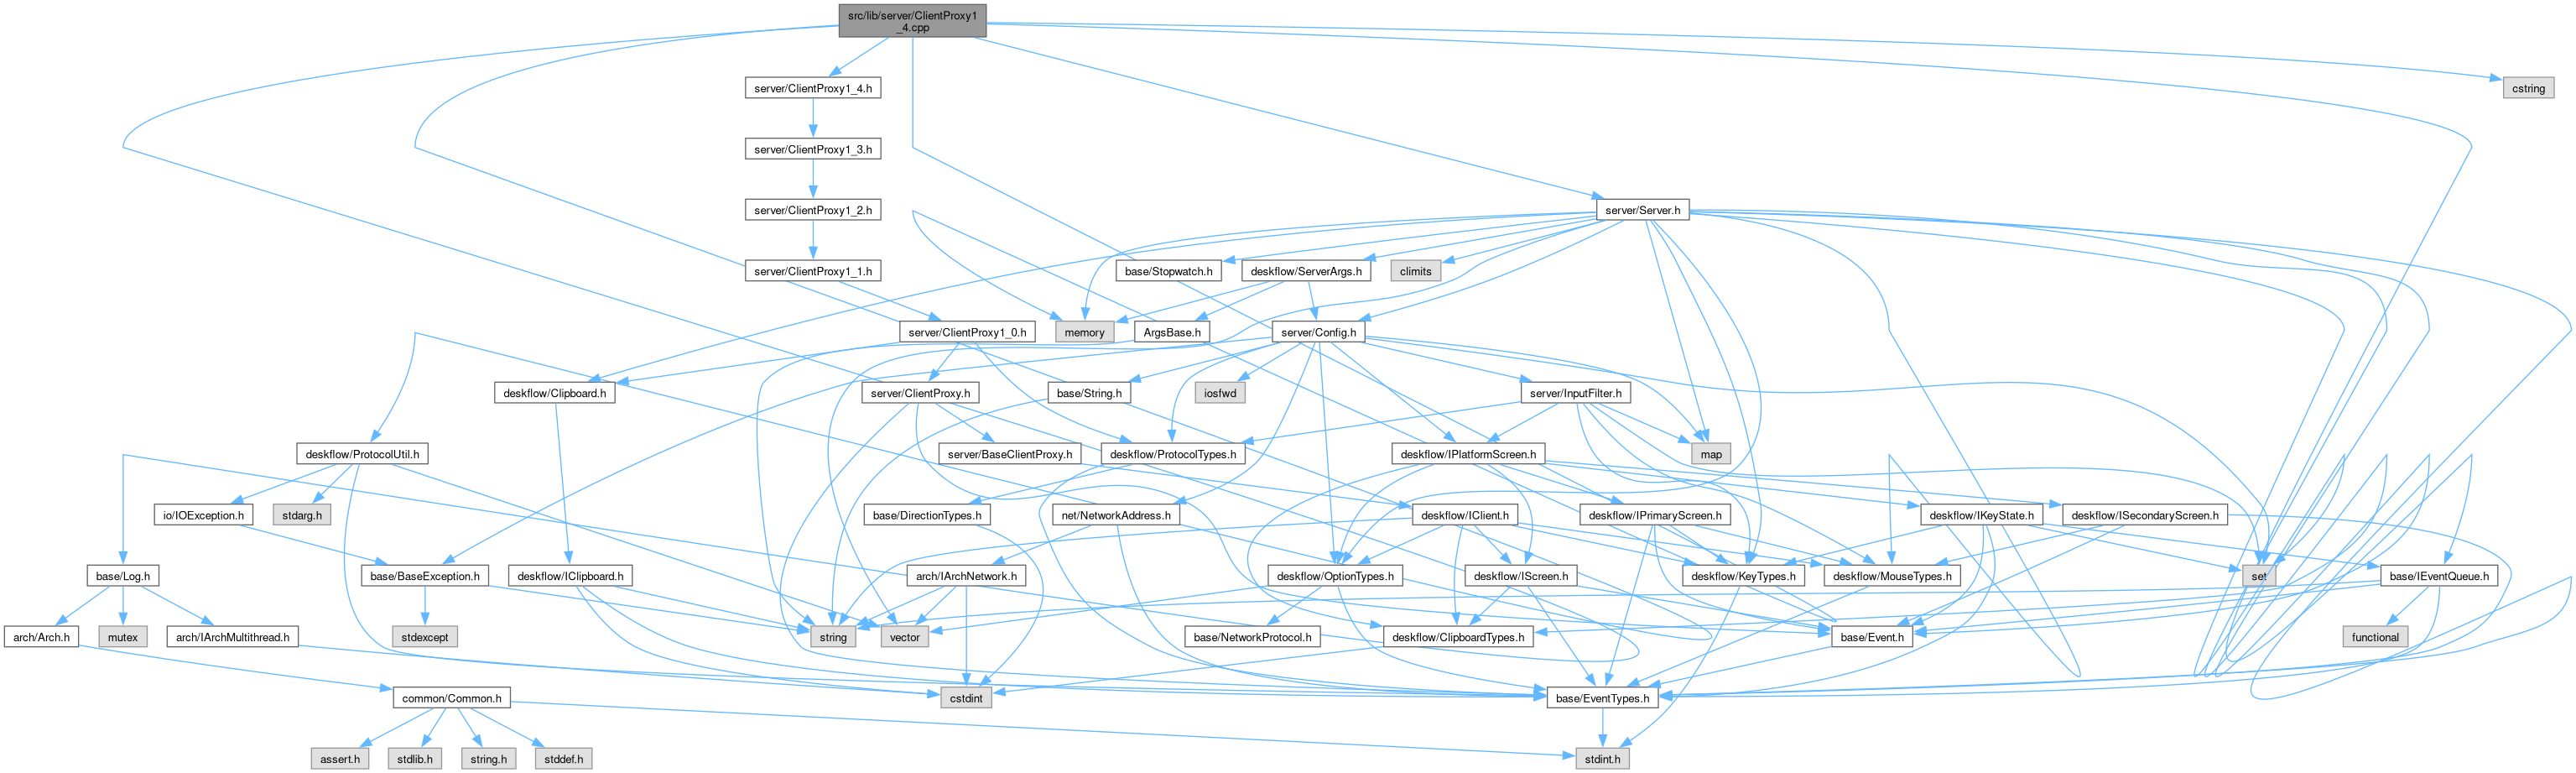 src/lib/server/ClientProxy1
_4.cpp
server/ClientProxy1_4.h
cstring
server/ClientProxy1_3.h
server/ClientProxy1_2.h
server/Server.h
server/ClientProxy1_1.h
base/Stopwatch.h
deskflow/ServerArgs.h
climits
server/ClientProxy1_0.h
memory
ArgsBase.h
server/Config.h
deskflow/Clipboard.h
server/ClientProxy.h
base/String.h
iosfwd
server/InputFilter.h
deskflow/ProtocolUtil.h
server/BaseClientProxy.h
deskflow/ProtocolTypes.h
deskflow/IPlatformScreen.h
map
io/IOException.h
stdarg.h
base/DirectionTypes.h
net/NetworkAddress.h
deskflow/IClient.h
deskflow/IPrimaryScreen.h
deskflow/IKeyState.h
deskflow/ISecondaryScreen.h
base/Log.h
base/BaseException.h
deskflow/IClipboard.h
arch/IArchNetwork.h
deskflow/OptionTypes.h
deskflow/IScreen.h
deskflow/KeyTypes.h
deskflow/MouseTypes.h
set
base/IEventQueue.h
arch/Arch.h
mutex
arch/IArchMultithread.h
stdexcept
string
vector
base/NetworkProtocol.h
deskflow/ClipboardTypes.h
base/Event.h
functional
common/Common.h
cstdint
base/EventTypes.h
assert.h
stdlib.h
string.h
stddef.h
stdint.h